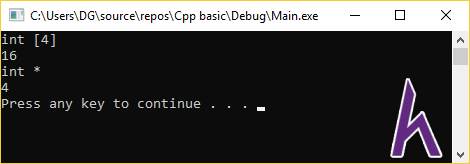 C:\Users\DG\source\repos\Cpp basic\Debug\Main.exe
int [4]
16
int *
4
Press any key to continue . . .